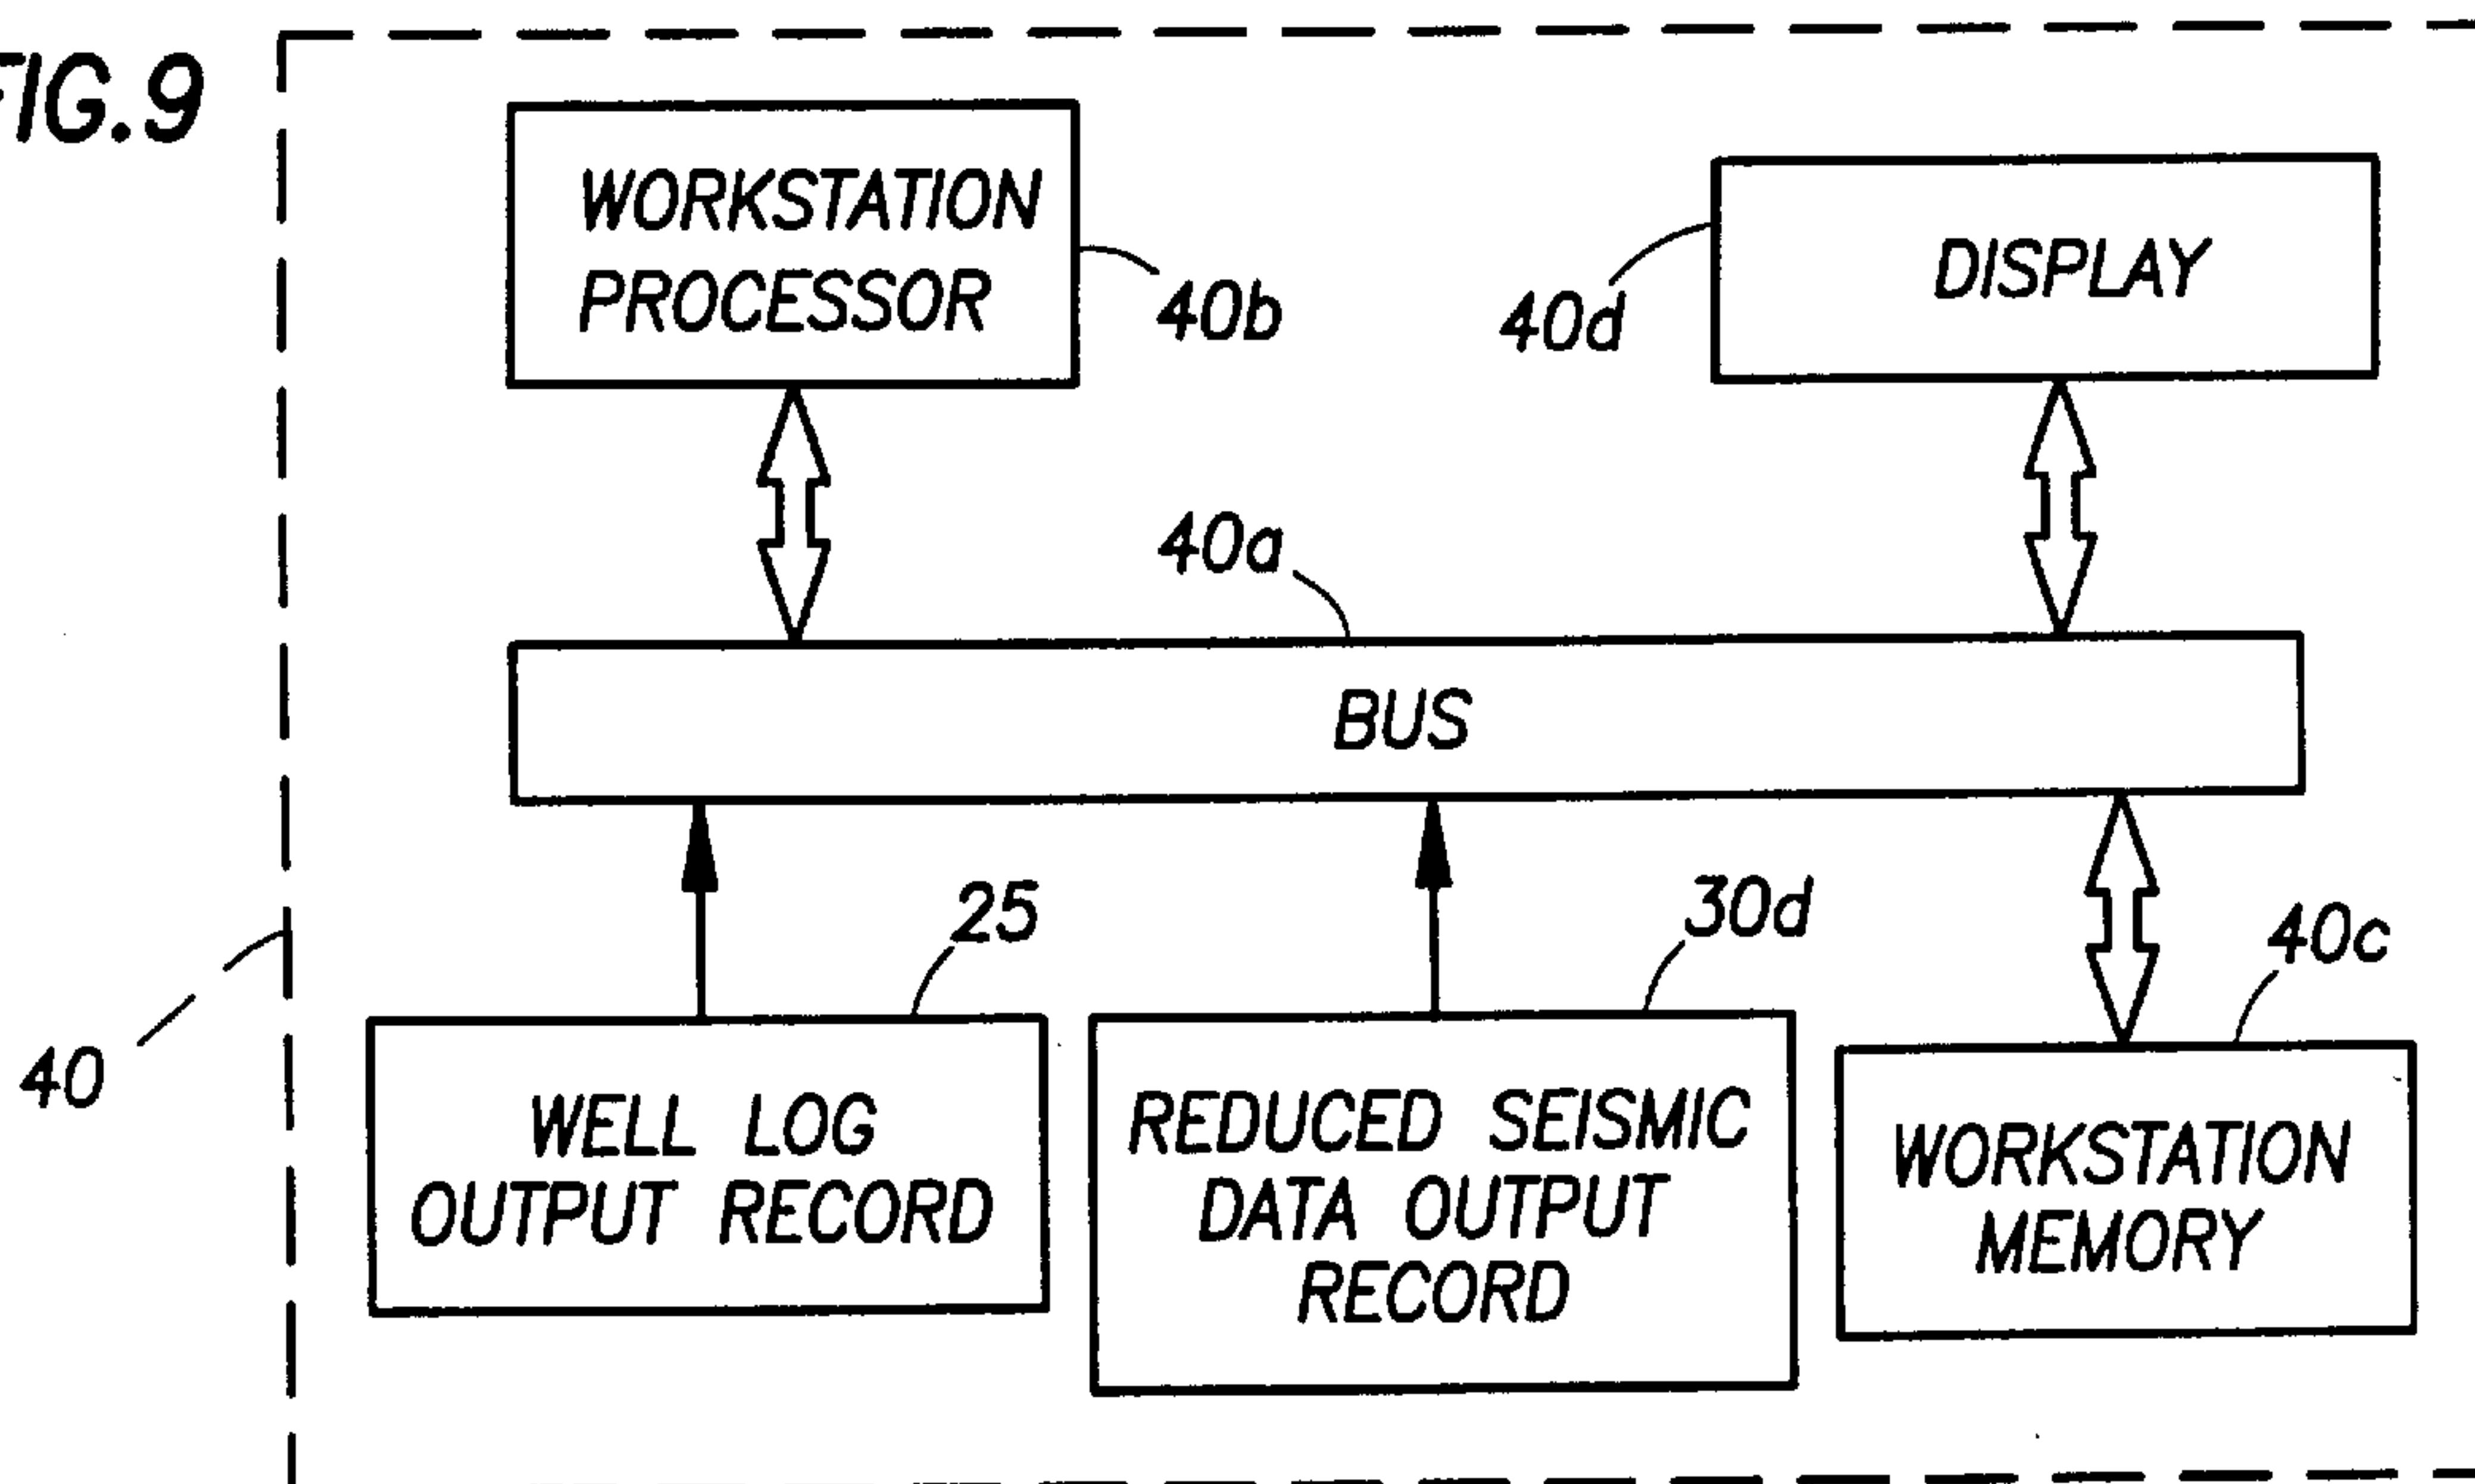 FIG.9
WORKSTATION
PROCESSOR
40b
40d
DISPLAY
40a
BUS
25
30d
40c
40
WELL LOG
OUTPUT RECORD
REDUCED SEISMIC
DATA OUTPUT
RECORD
WORKSTATION
MEMORY